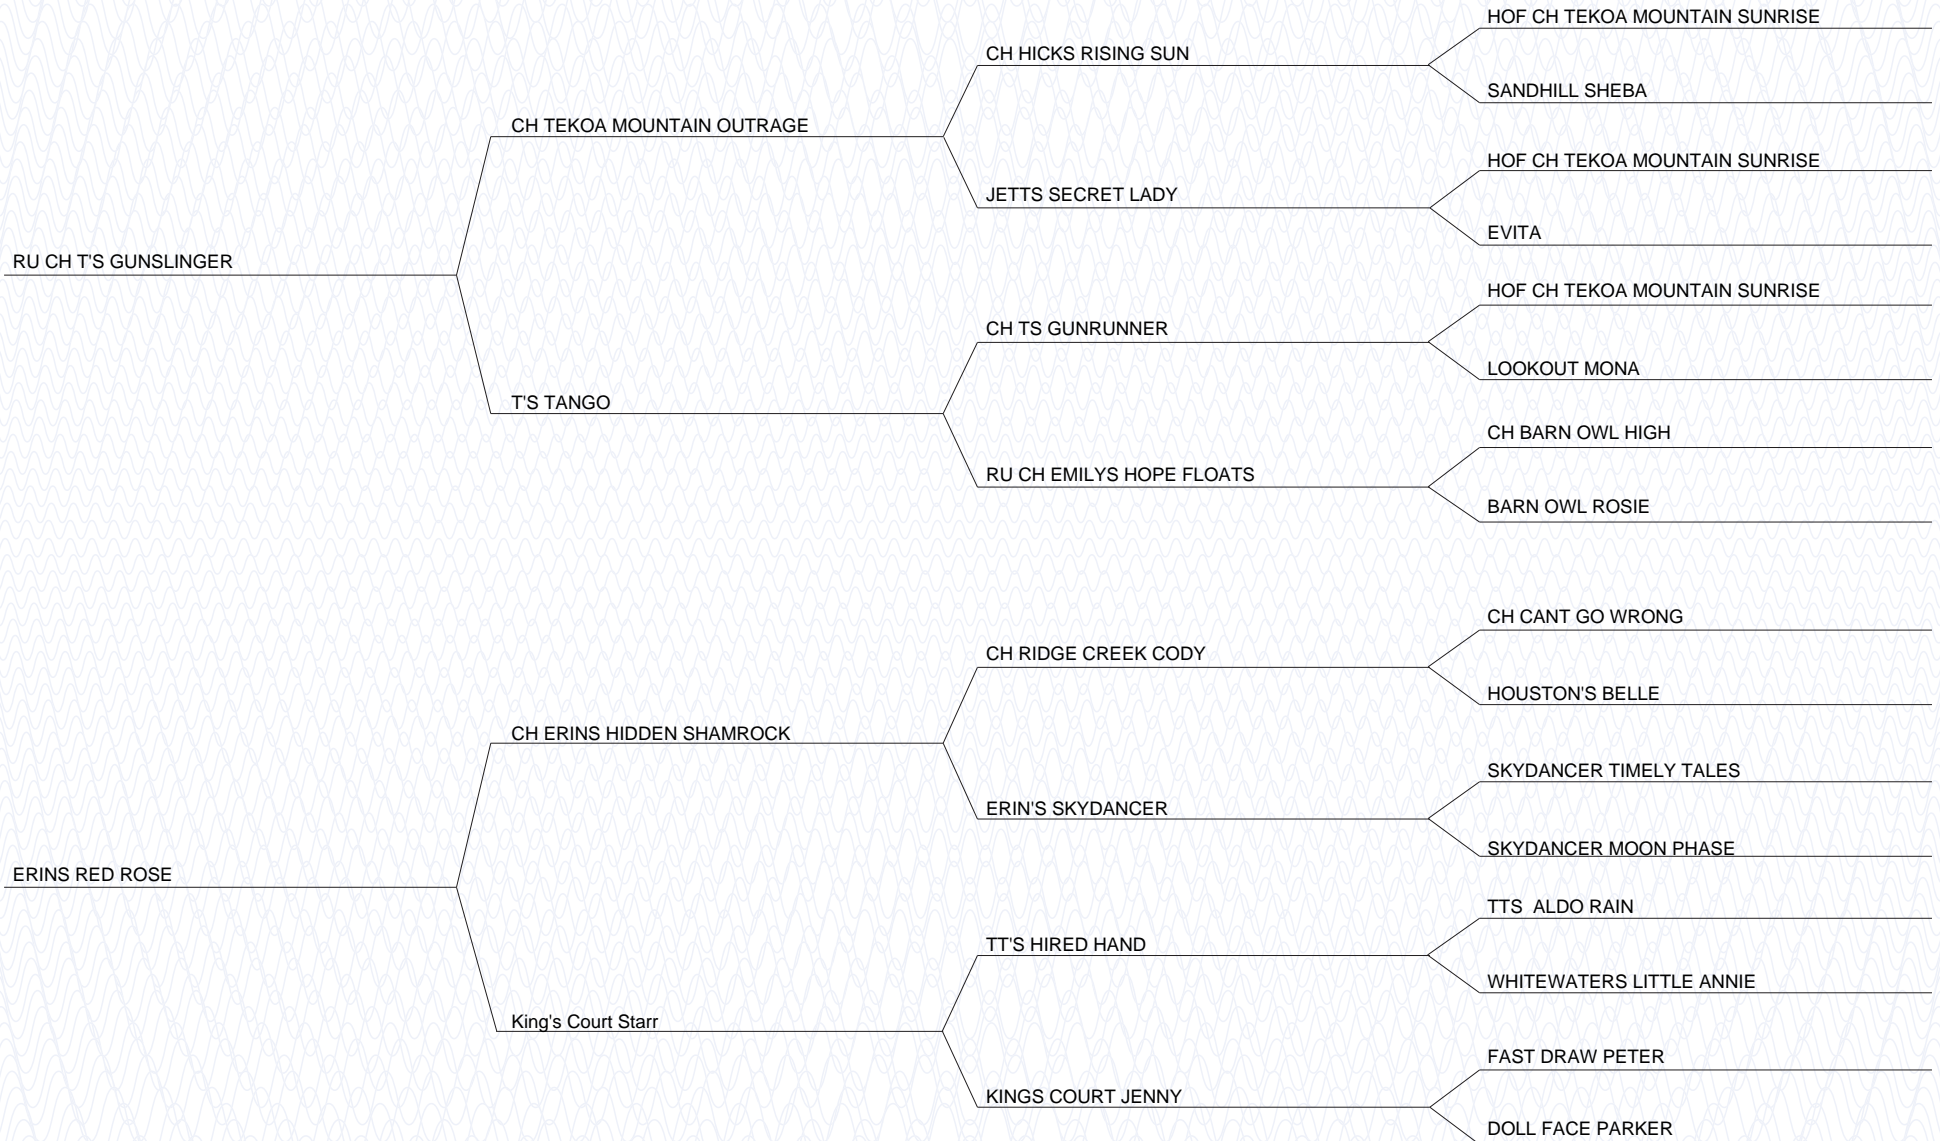 HOF CH TEKOA MOUNTAIN SUNRISE
CH HICKS RISING SUN
SANDHILL SHEBA
CH TEKOA MOUNTAIN OUTRAGE
HOF CH TEKOA MOUNTAIN SUNRISE
JETTS SECRET LADY
EVITA
RU CH T'S GUNSLINGER
HOF CH TEKOA MOUNTAIN SUNRISE
CH TS GUNRUNNER
LOOKOUT MONA
T'S TANGO
CH BARN OWL HIGH
RU CH EMILYS HOPE FLOATS
BARN OWL ROSIE
CH CANT GO WRONG
CH RIDGE CREEK CODY
HOUSTON'S BELLE
CH ERINS HIDDEN SHAMROCK
SKYDANCER TIMELY TALES
ERIN'S SKYDANCER
SKYDANCER MOON PHASE
ERINS RED ROSE
TTS  ALDO RAIN
TT'S HIRED HAND
WHITEWATERS LITTLE ANNIE
King's Court Starr
FAST DRAW PETER
KINGS COURT JENNY
DOLL FACE PARKER